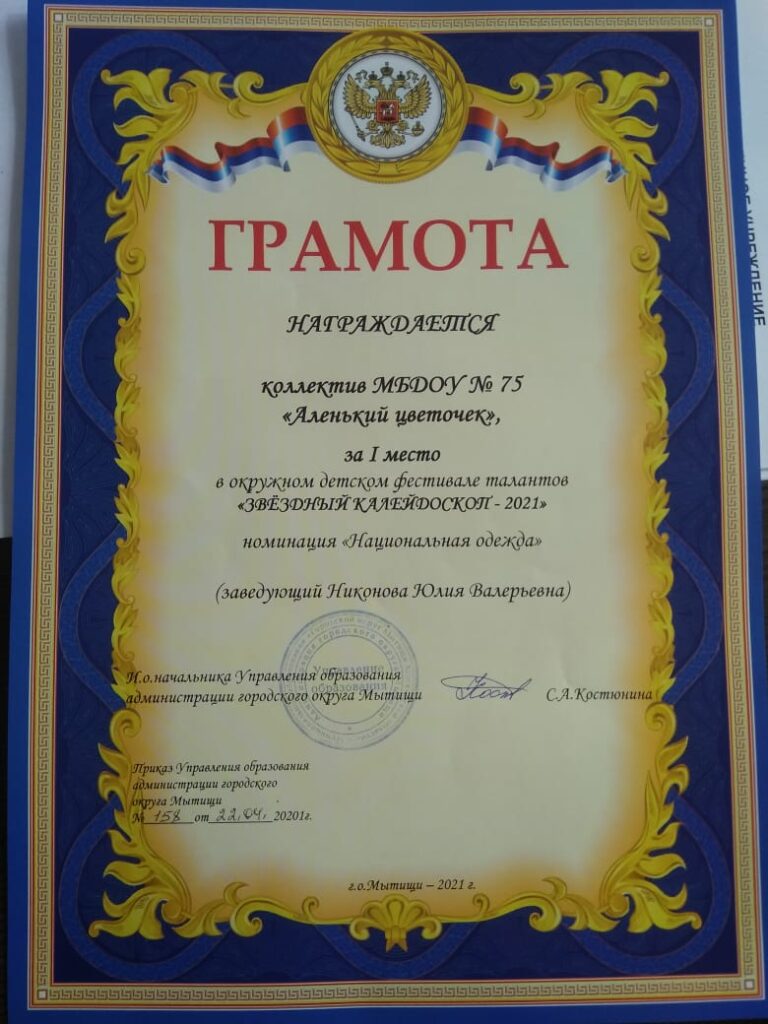 ГРАМОТА
НАГРАЖДАЕТСЯ
коллектив МБДОУ № 75
«Аленький цветочек»,
за I место
в окружном детском фестивале талантов
«ЗВЁЗДНЫЙ КАЛЕЙДОСКОП - 2021»
номинация «Национальная одежда»
(заведующий Никонова Юлия Валерьевна)
Управление
образования
И.о.начальника Управления образования
администрации городского округа Мытищи
С.А.Костюнина
Приказ Управления образования
администрации городского
округа Мытищи
№ 158 от 22.04. 20201г.
г.о.Мытищи – 2021 г.